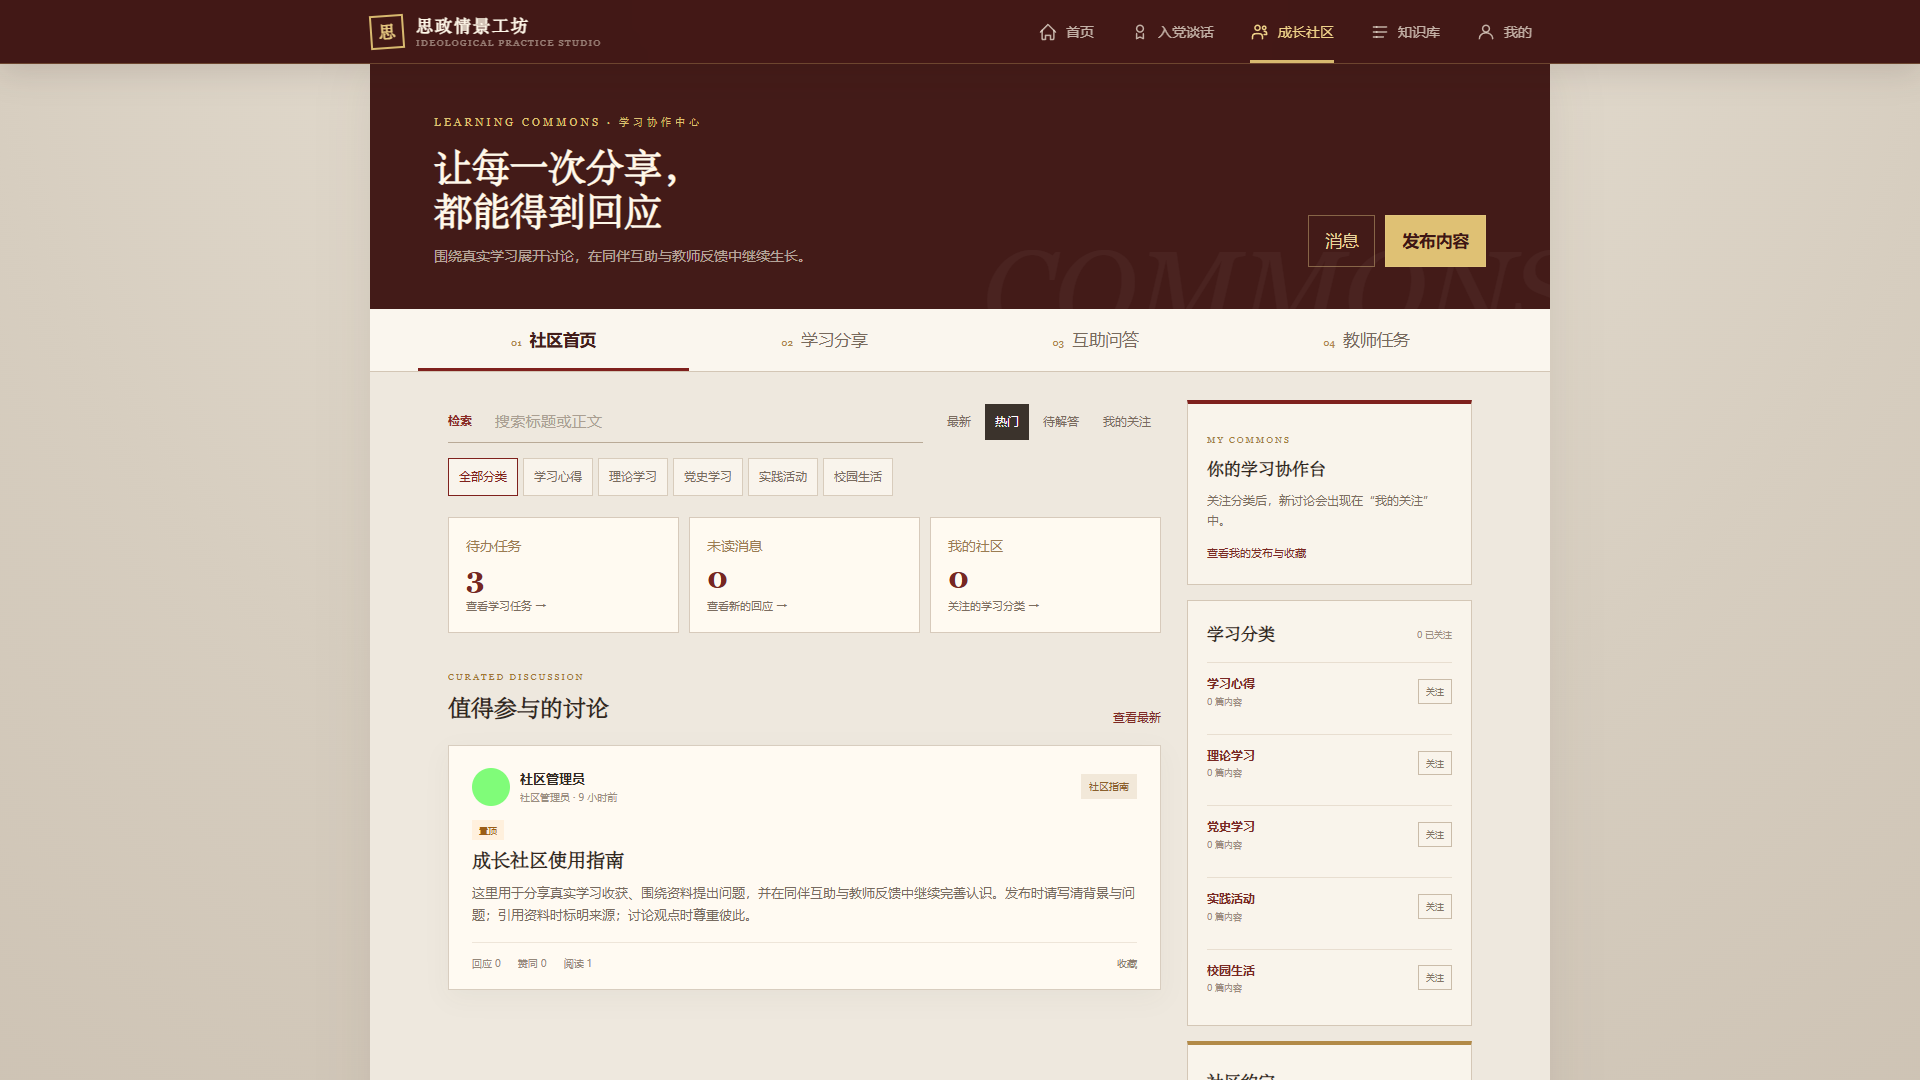 思
思政情景工坊
IDEOLOGICAL PRACTICE STUDIO
首页
入党谈话
成长社区
知识库
我的
LEARNING COMMONS · 学习协作中心
让每一次分享，
都能得到回应
围绕真实学习展开讨论，在同伴互助与教师反馈中继续生长。
COMMONS
消息
发布内容
01 社区首页
02 学习分享
03 互助问答
04 教师任务
检索 搜索标题或正文
最新
热门
待解答
我的关注
全部分类
学习心得
理论学习
党史学习
实践活动
校园生活
待办任务
3
查看学习任务 →
未读消息
0
查看新的回应 →
我的社区
0
关注的学习分类 →
CURATED DISCUSSION
值得参与的讨论
查看最新
社区管理员
社区管理员 · 9 小时前
社区指南
置顶
成长社区使用指南
这里用于分享真实学习收获、围绕资料提出问题，并在同伴互助与教师反馈中继续完善认识。发布时请写清背景与问
题；引用资料时标明来源；讨论观点时尊重彼此。
回应 0 赞同 0 阅读 1
收藏
MY COMMONS
你的学习协作台
关注分类后，新讨论会出现在“我的关注”
中。
查看我的发布与收藏
学习分类
0 已关注
学习心得
0 篇内容
关注
理论学习
0 篇内容
关注
党史学习
0 篇内容
关注
实践活动
0 篇内容
关注
校园生活
0 篇内容
关注